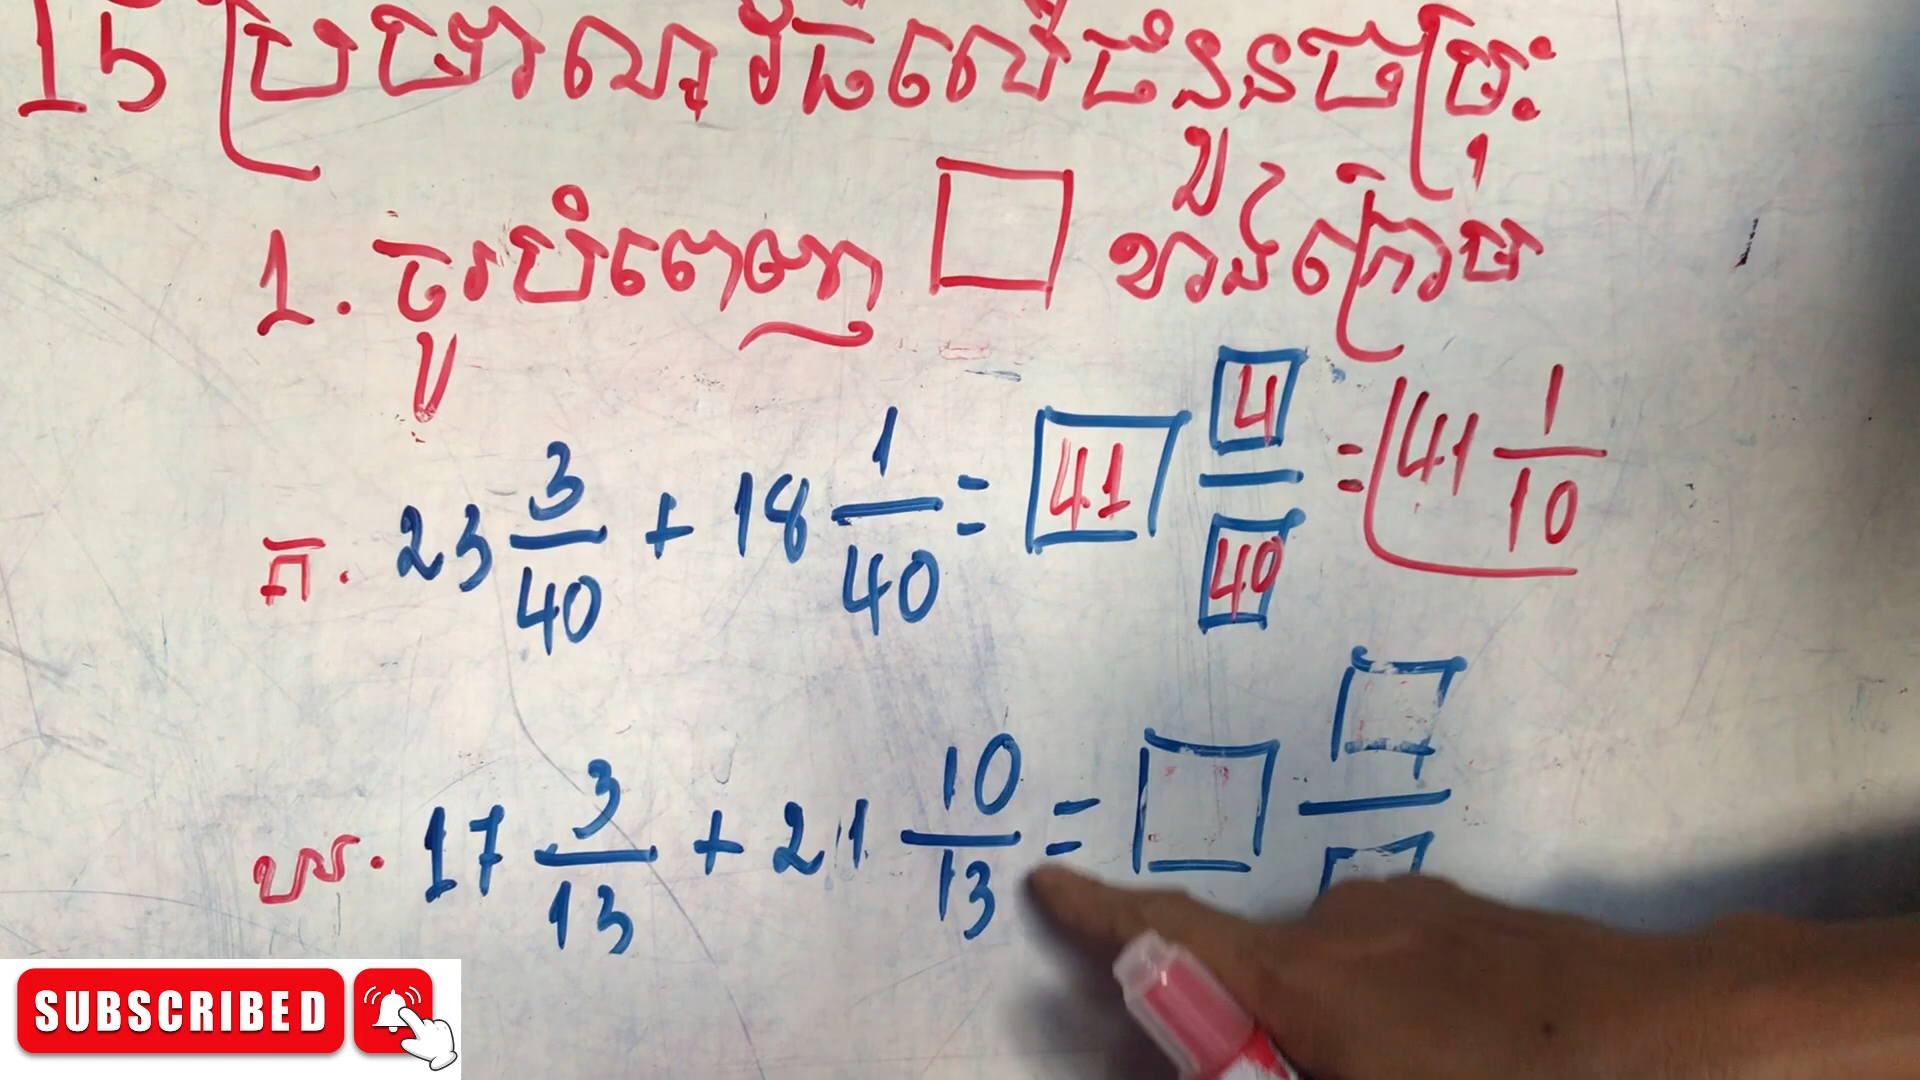 15 ប្រមាណវិធីលើចំនួនចម្រុះ
1. ចូរបំពេញ □ ខាងក្រោម
ក. 23 3/40 + 18 1/40 = 41 4/40 = 41 1/10
ឃ. 17 3/13 + 21 10/13 = □ □/□
SUBSCRIBED